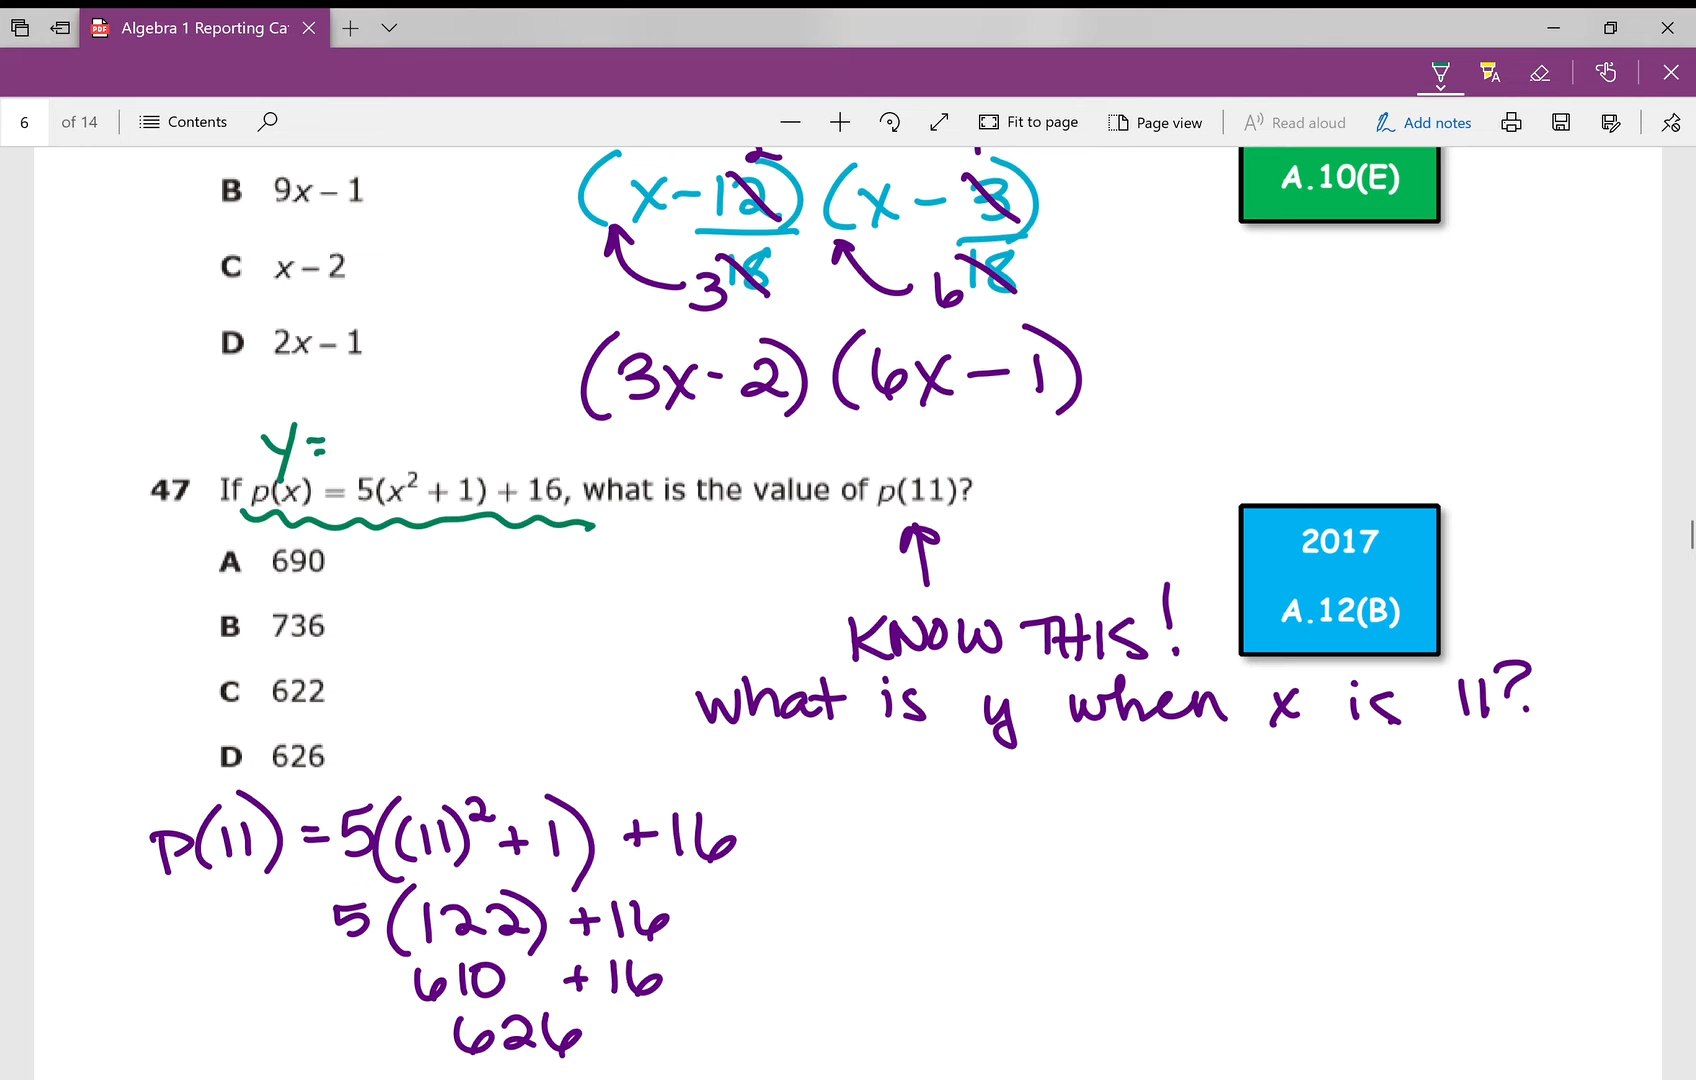 Algebra 1 Reporting Ca
6 of 14 Contents Fit to page Page view Read aloud Add notes
B 9x – 1
(x – 12/18) (x – 3/18)
2 1
3 6
A.10(E)
C x – 2
D 2x – 1
(3x - 2) (6x – 1)
y =
47 If p(x) = 5(x² + 1) + 16, what is the value of p(11)?
A 690
B 736
C 622
D 626
2017
A.12(B)
KNOW THIS!
what is y when x is 11?
p(11) = 5((11)² + 1) + 16
5(122) + 16
610 + 16
626